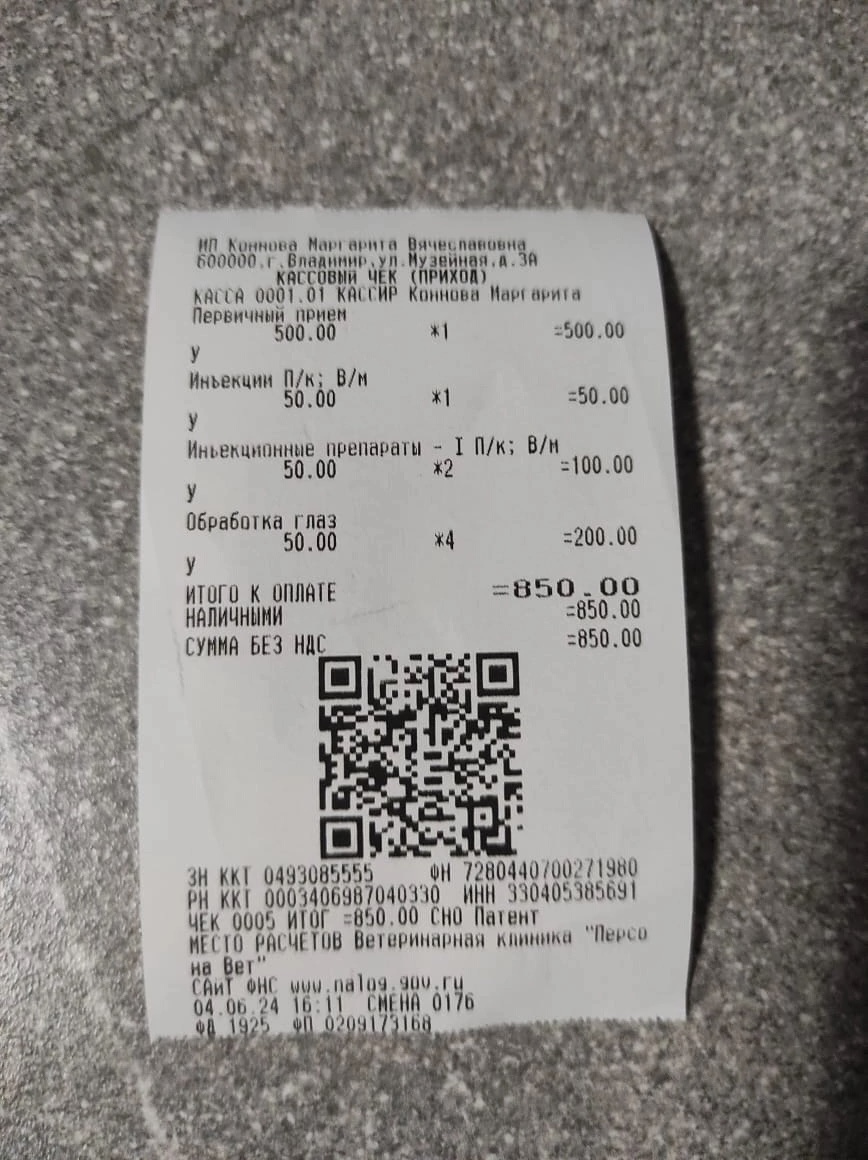 ИП Коннова Маргарита Вячеславовна
600000,г.Владимир,ул.Музейная,д.3А
КАССОВЫЙ ЧЕК (ПРИХОД)
КАССА 0001.01 КАССИР Коннова Маргарита
Первичный прием
500.00 *1 =500.00
У
Инъекции П/к; В/м
50.00 *1 =50.00
У
Инъекционные препараты - I П/к; В/м
50.00 *2 =100.00
У
Обработка глаз
50.00 *4 =200.00
У
ИТОГО К ОПЛАТЕ =850.00
НАЛИЧНЫМИ =850.00
СУММА БЕЗ НДС =850.00
ЗН ККТ 0493085555 ФН 7280440700271980
РН ККТ 0003406987040330 ИНН 330405385691
ЧЕК 0005 ИТОГ =850.00 СНО Патент
МЕСТО РАСЧЕТОВ Ветеринарная клиника "Персо
на Вет"
САйТ ФНС www.nalog.gov.ru
04.06.24 16:11 СМЕНА 0176
ФД 1925 ФП 0209173168